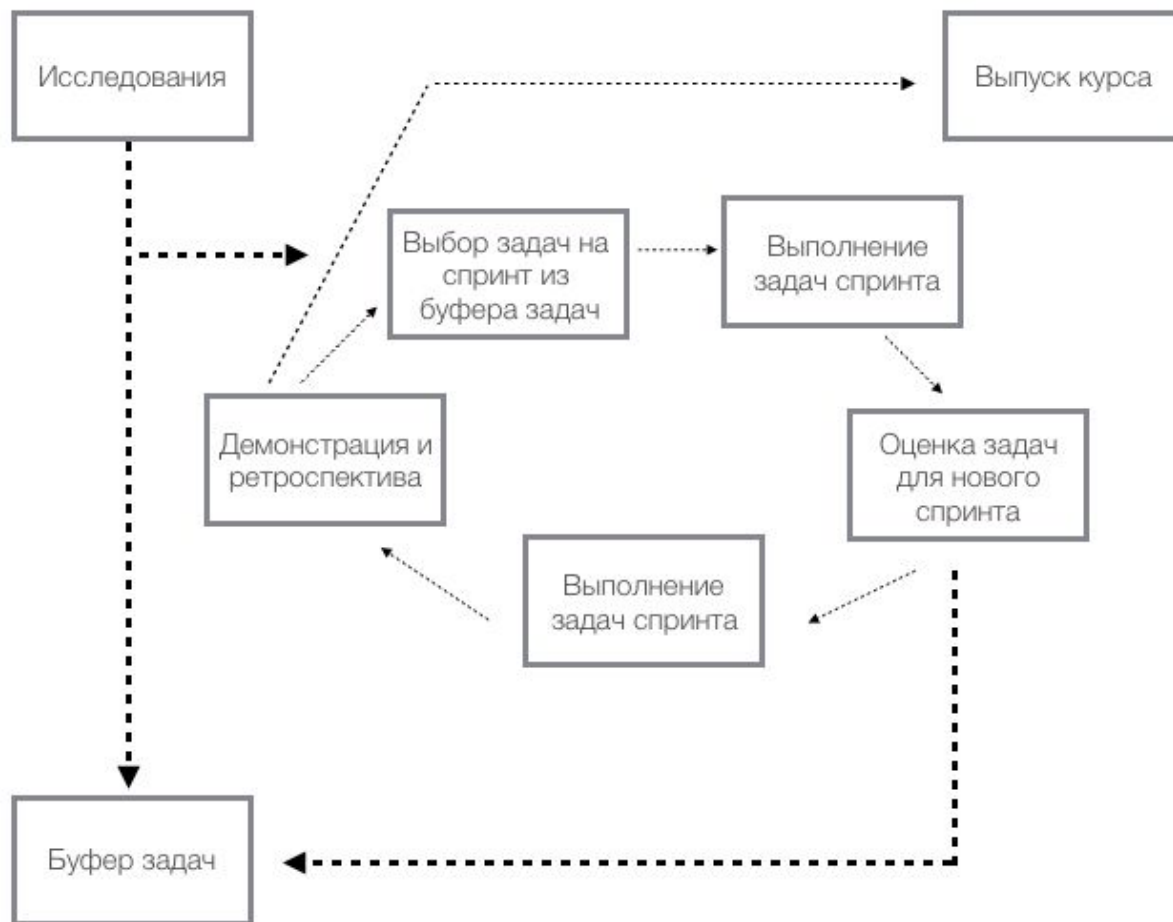 Исследования
Выпуск курса
Выбор задач на
спринт из
буфера задач
Выполнение
задач спринта
Демонстрация и
ретроспектива
Оценка задач
для нового
спринта
Выполнение
задач спринта
Буфер задач